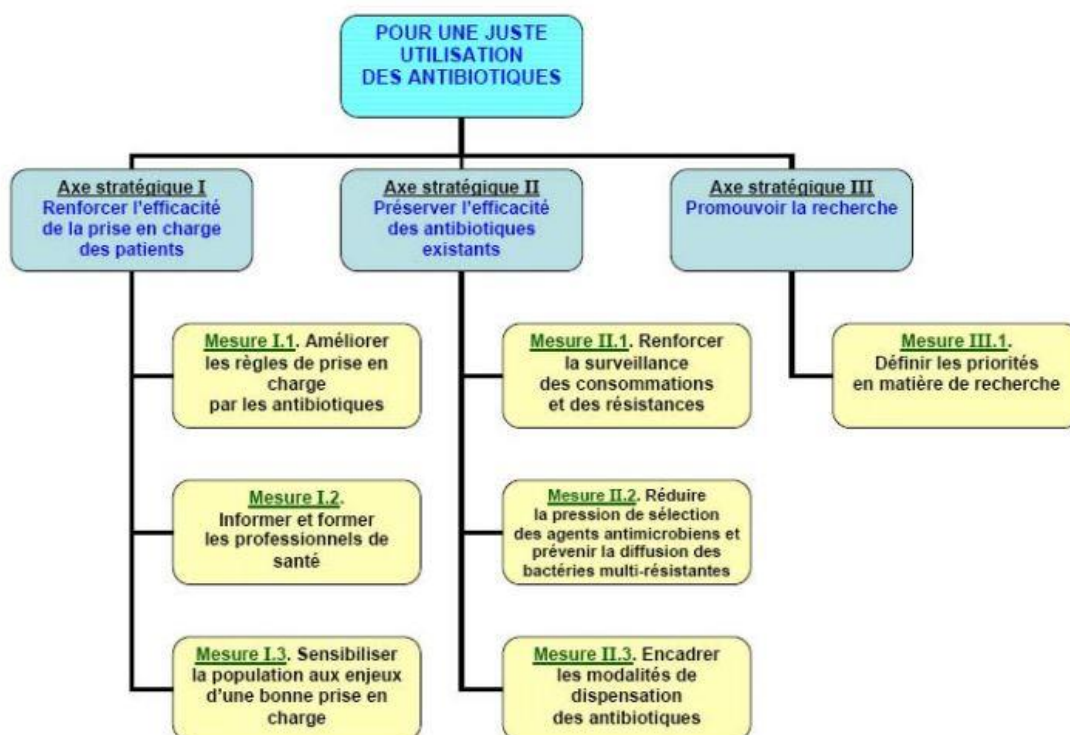 POUR UNE JUSTE
UTILISATION
DES ANTIBIOTIQUES
Axe stratégique I
Renforcer l'efficacité
de la prise en charge
des patients
Axe stratégique II
Préserver l'efficacité
des antibiotiques
existants
Axe stratégique III
Promouvoir la recherche
Mesure I.1. Améliorer
les règles de prise en
charge
par les antibiotiques
Mesure I.2.
Informer et former
les professionnels de
santé
Mesure I.3. Sensibiliser
la population aux enjeux
d'une bonne prise en
charge
Mesure II.1. Renforcer
la surveillance
des consommations
et des résistances
Mesure II.2. Réduire
la pression de sélection
des agents antimicrobiens et
prévenir la diffusion des
bactéries multi-résistantes
Mesure II.3. Encadrer
les modalités de
dispensation
des antibiotiques
Mesure III.1.
Définir les priorités
en matière de recherche